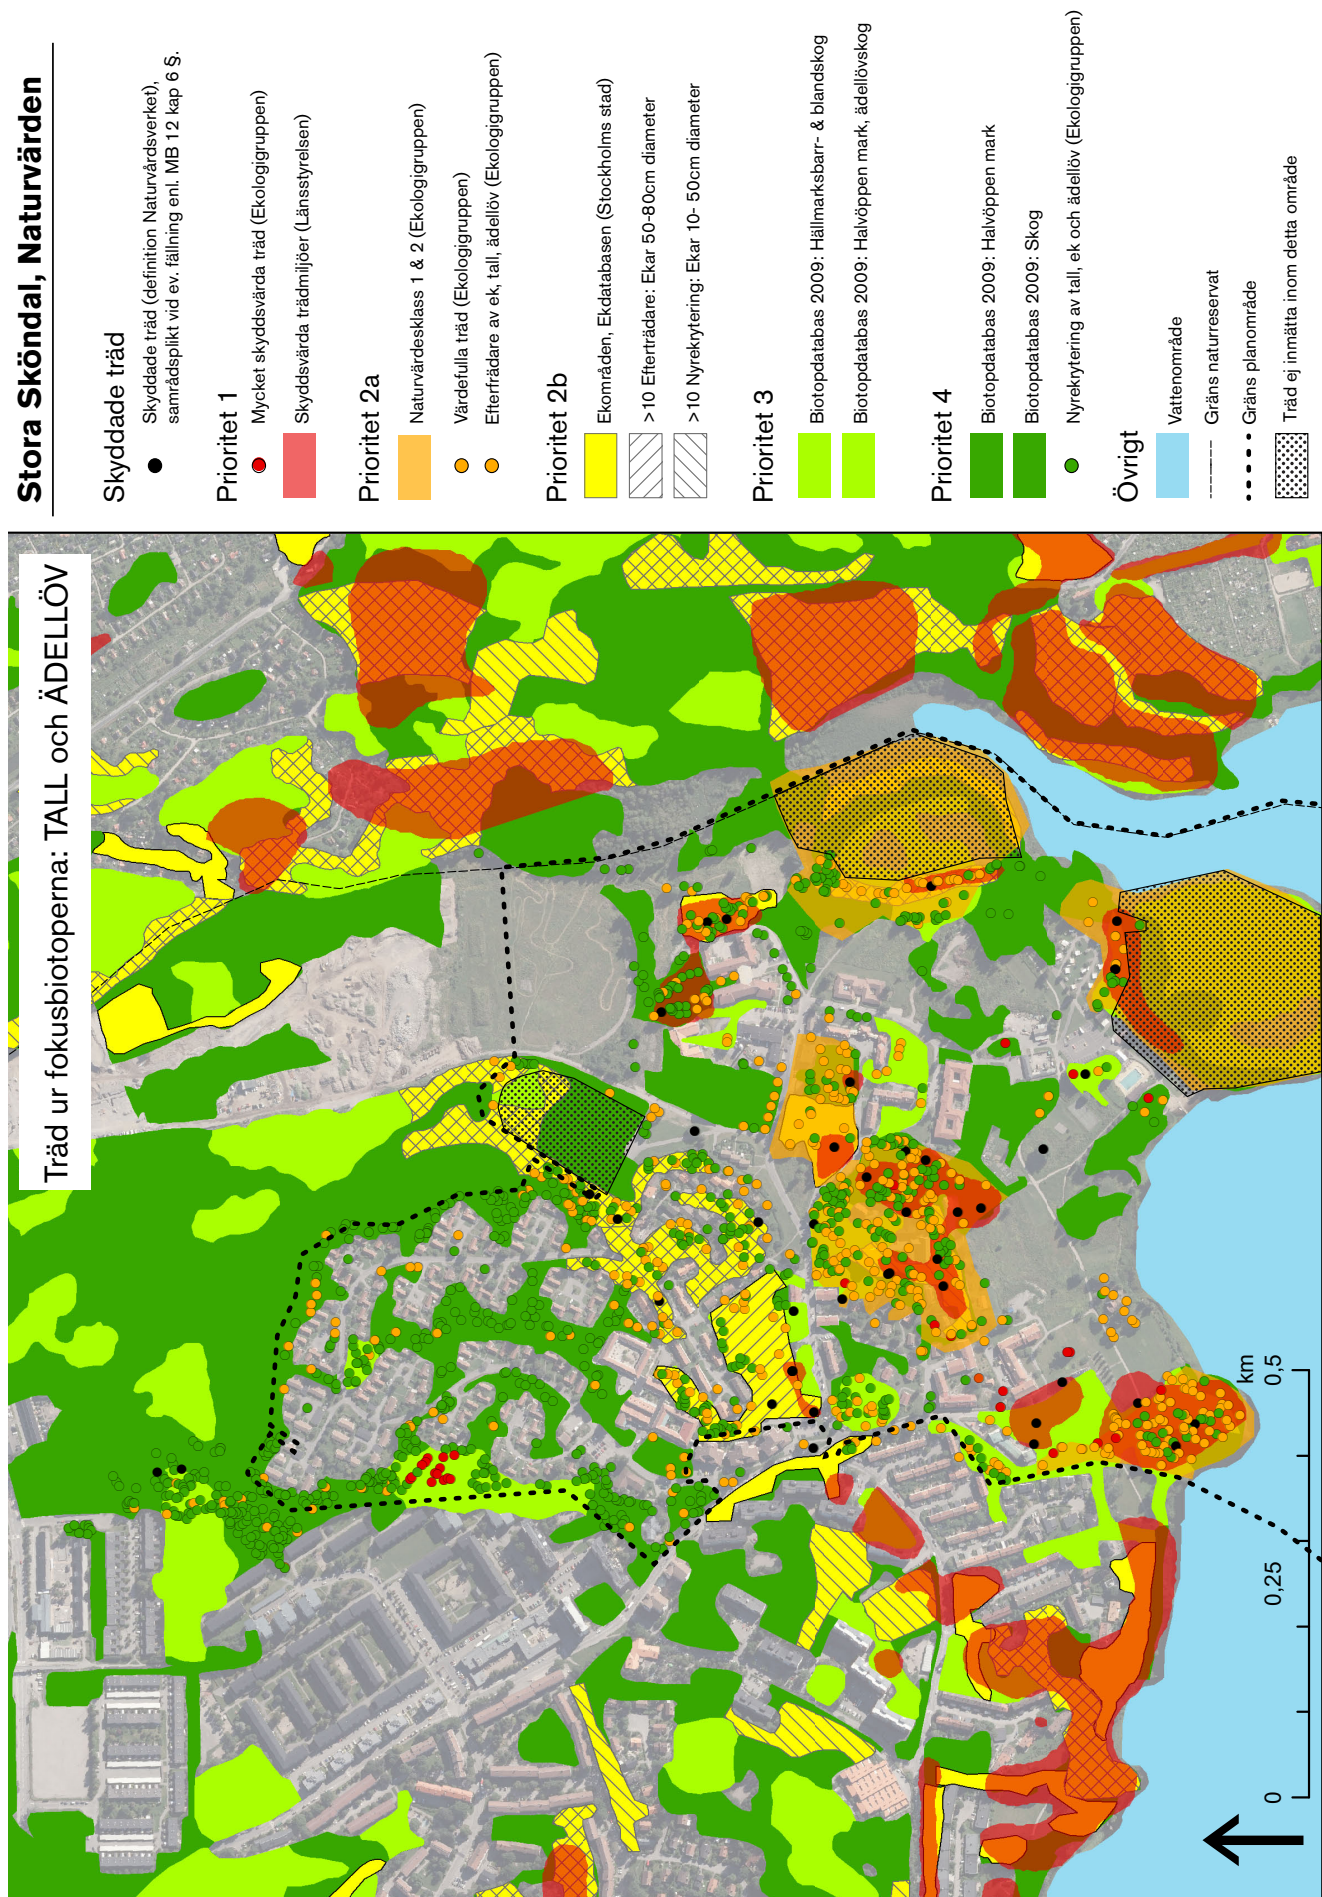 Stora Sköndal, Naturvärden
Träd ur fokusbiotoperna: TALL och ÄDELLÖV
Skyddade träd
Skyddade träd (definition Naturvårdsverket),
samrådsplikt vid ev. fällning enl. MB 12 kap 6 §.
Prioritet 1
Mycket skyddsvärda träd (Ekologigruppen)
Skyddsvärda trädmiljöer (Länsstyrelsen)
Prioritet 2a
Naturvärdesklass 1 & 2 (Ekologigruppen)
Värdefulla träd (Ekologigruppen)
Efterfrädare av ek, tall, ädellöv (Ekologigruppen)
Prioritet 2b
Ekområden, Ekdatabasen (Stockholms stad)
>10 Efterträdare: Ekar 50-80cm diameter
>10 Nyrekrytering: Ekar 10- 50cm diameter
Prioritet 3
Biotopdatabas 2009: Hällmarksbarr- & blandskog
Biotopdatabas 2009: Halvöppen mark, ädellövskog
Prioritet 4
Biotopdatabas 2009: Halvöppen mark
Biotopdatabas 2009: Skog
Nyrekrytering av tall, ek och ädellöv (Ekologigruppen)
Övrigt
Vattenområde
Gräns naturreservat
Gräns planområde
Träd ej inmätta inom detta område
km
0 0,25 0,5